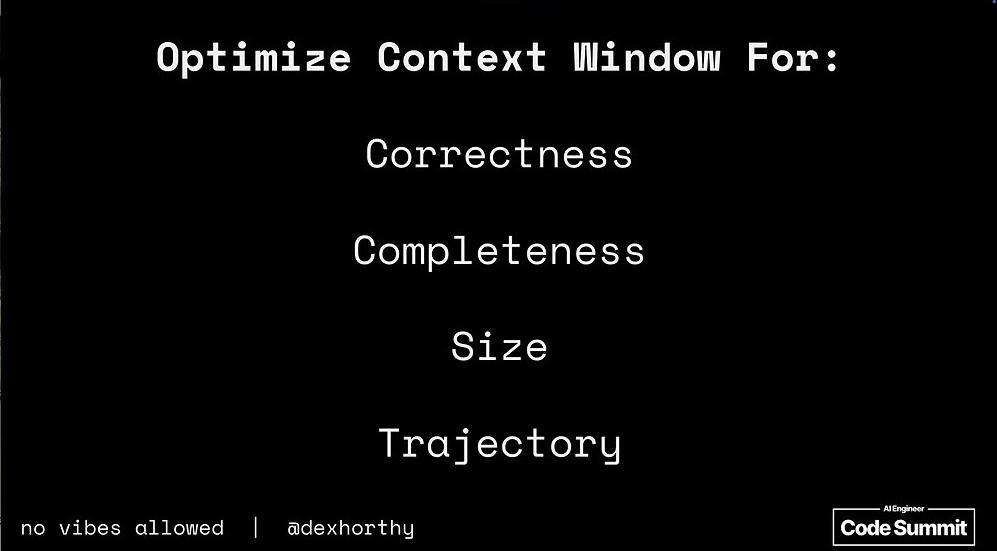 Optimize Context Window For:
Correctness
Completeness
Size
Trajectory
no vibes allowed | @dexhorthy
AI Engineer
Code Summit